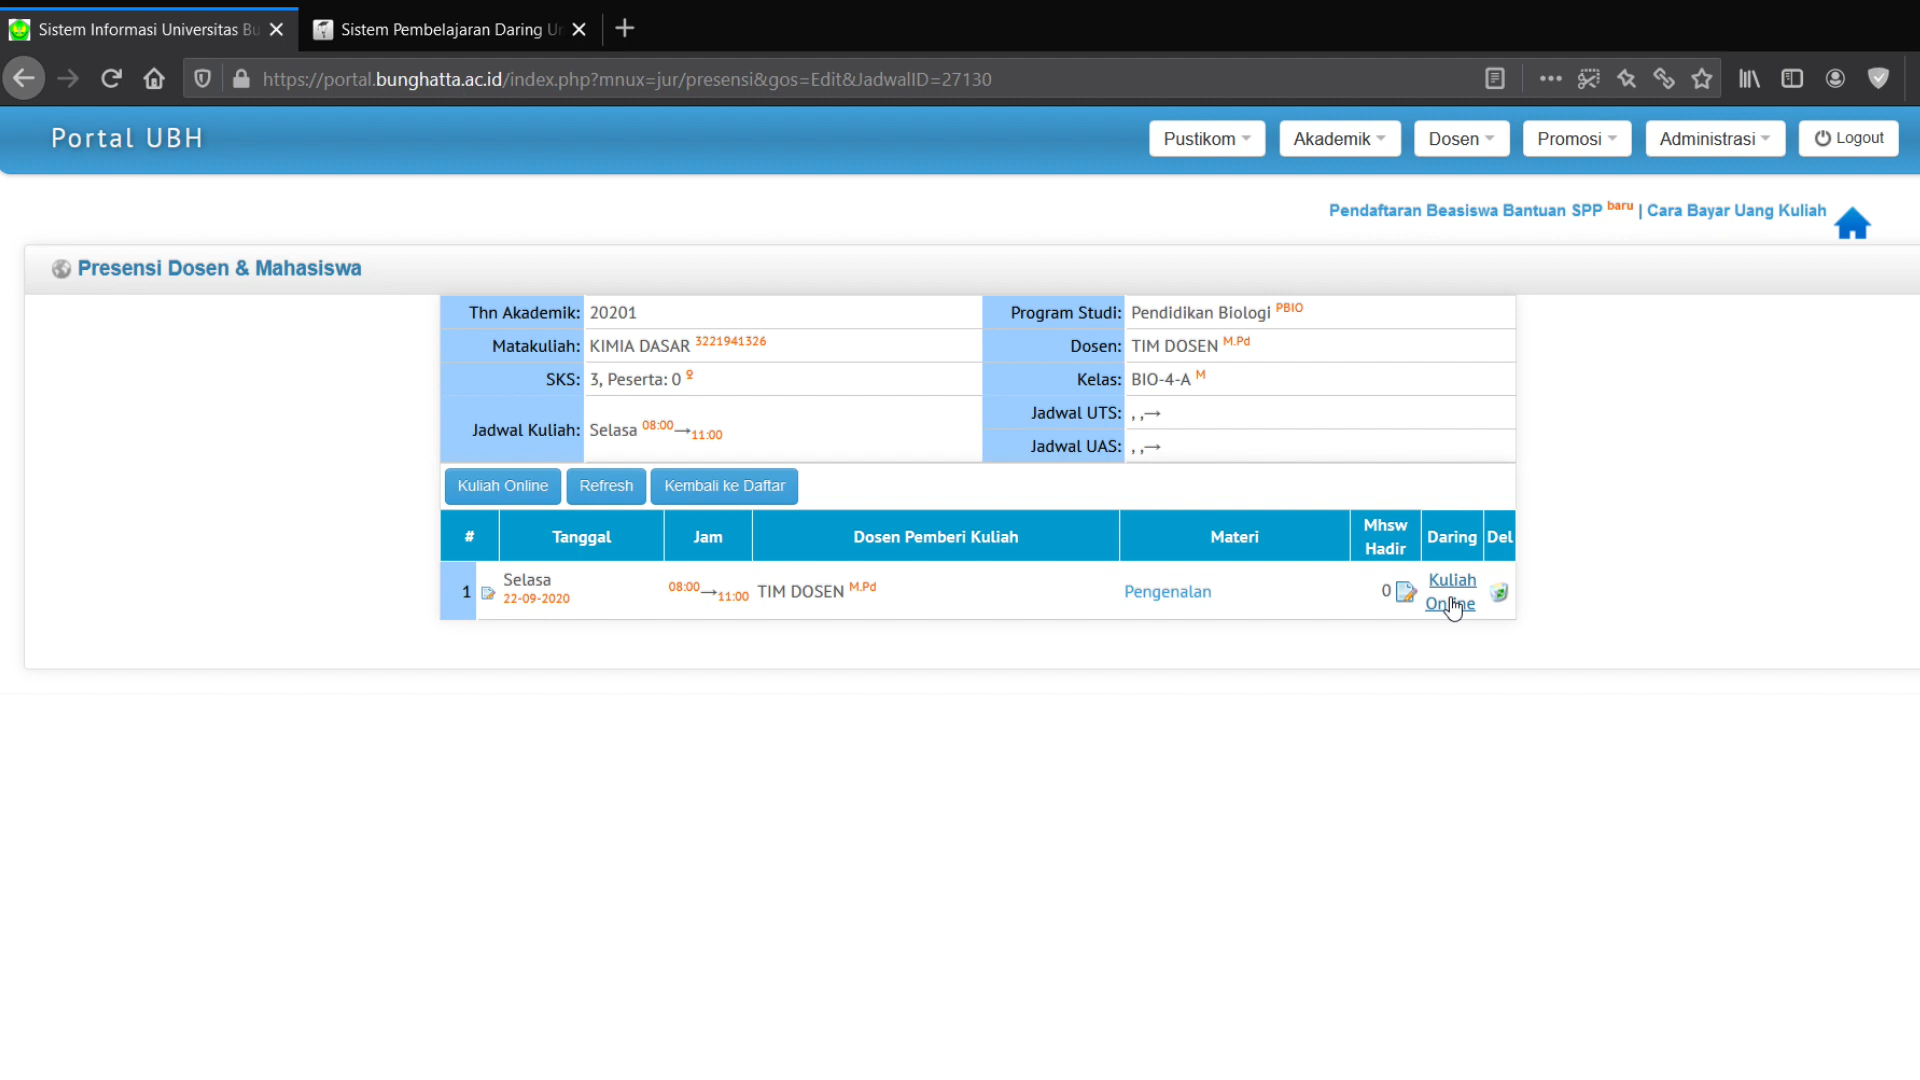 Sistem Informasi Universitas Bu
Sistem Pembelajaran Daring Un
https://portal.bunghatta.ac.id/index.php?mnux=jur/presensi&gos=Edit&JadwalID=27130
Portal UBH
Pustikom
Akademik
Dosen
Promosi
Administrasi
Logout
Pendaftaran Beasiswa Bantuan SPP baru | Cara Bayar Uang Kuliah
Presensi Dosen & Mahasiswa
Thn Akademik: 20201 Program Studi: Pendidikan Biologi PBIO
Matakuliah: KIMIA DASAR 3221941326 Dosen: TIM DOSEN M.Pd
SKS: 3, Peserta: 0 Kelas: BIO-4-A M
Jadwal Kuliah: Selasa 08:00→11:00
Jadwal UTS: , ,→
Jadwal UAS: , ,→
Kuliah Online Refresh Kembali ke Daftar
# Tanggal Jam Dosen Pemberi Kuliah Materi Mhsw Hadir Daring Del
1 Selasa 22-09-2020 08:00→11:00 TIM DOSEN M.Pd Pengenalan 0 Kuliah Online